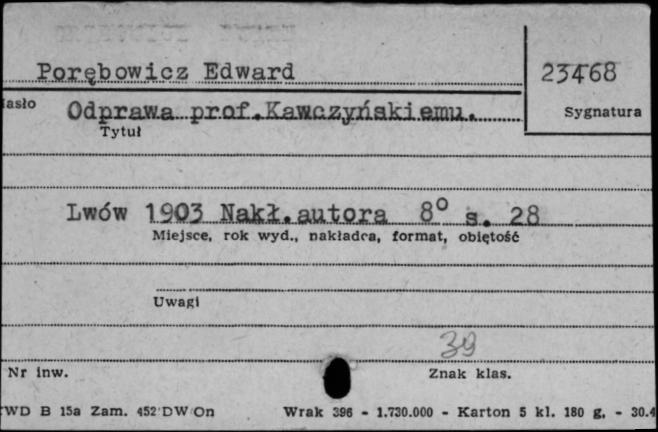 Porębowicz Edward
23468
asło
Odprawa prof. Kawczyńskiemu.
Sygnatura
Tytuł
Lwów 1903 Nakł. autora 8° s. 28
Miejsce, rok wyd., nakładca, format, objętość
Uwagi
39
Nr inw.
Znak klas.
CWD B 15a Zam. 452 DW On
Wrak 396 - 1.730.000 - Karton 5 kl. 180 g, - 30.4